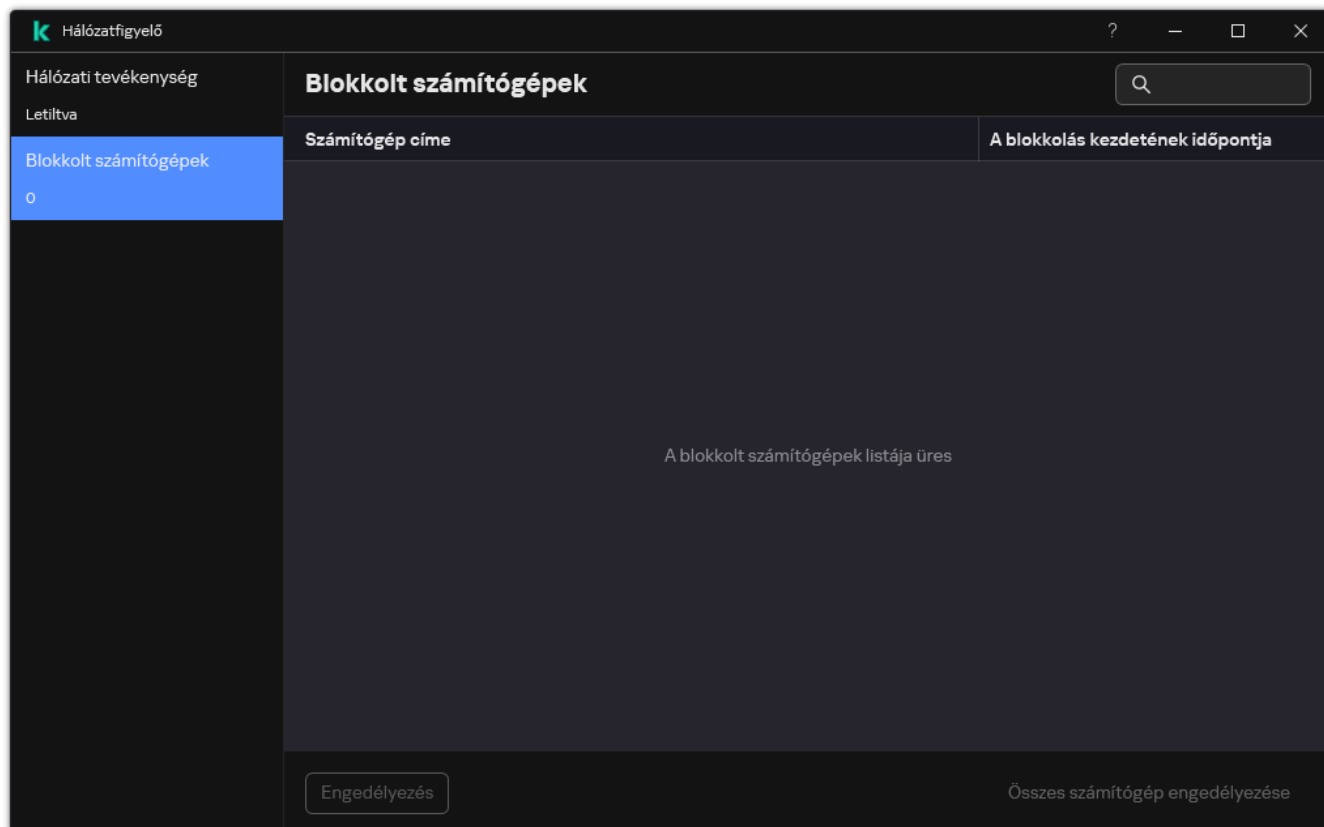 Hálózatfigyelő
?
Hálózati tevékenység
Letiltva
Blokkolt számítógépek
0
Blokkolt számítógépek
Számítógép címe
A blokkolás kezdetének időpontja
A blokkolt számítógépek listája üres
Engedélyezés
Összes számítógép engedélyezése